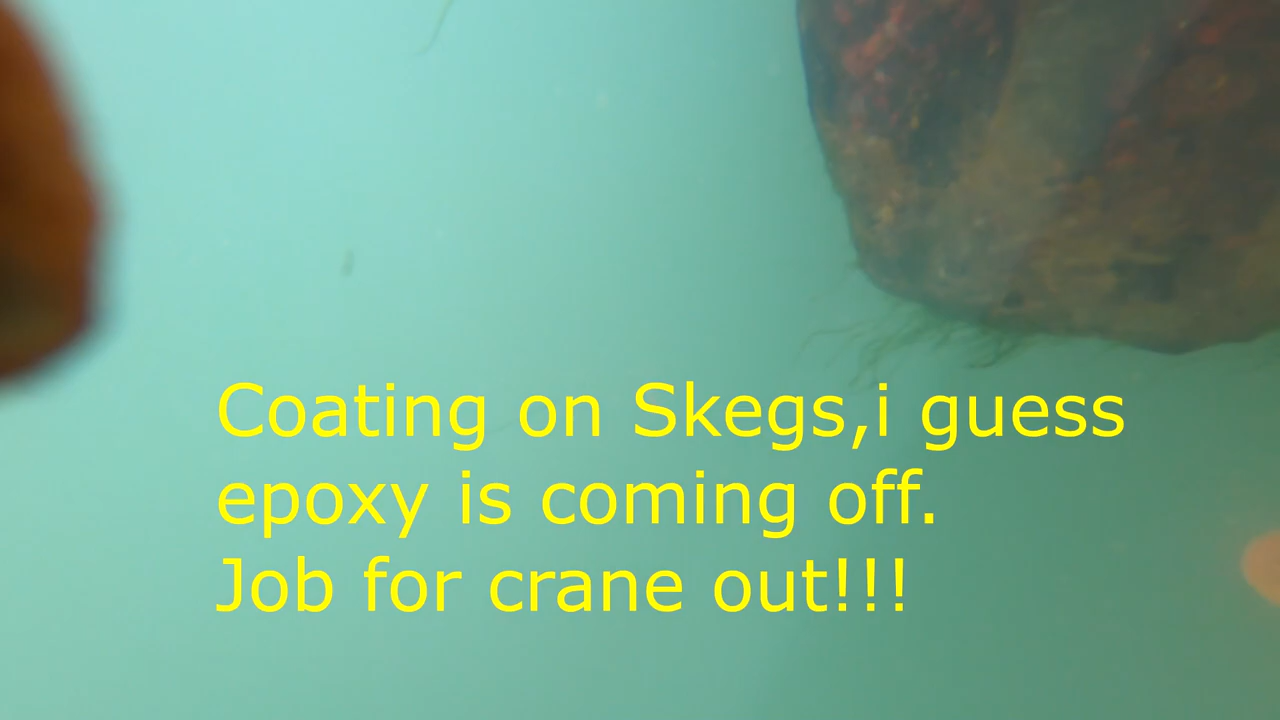 Coating on Skegs,i guess
epoxy is coming off.
Job for crane out!!!